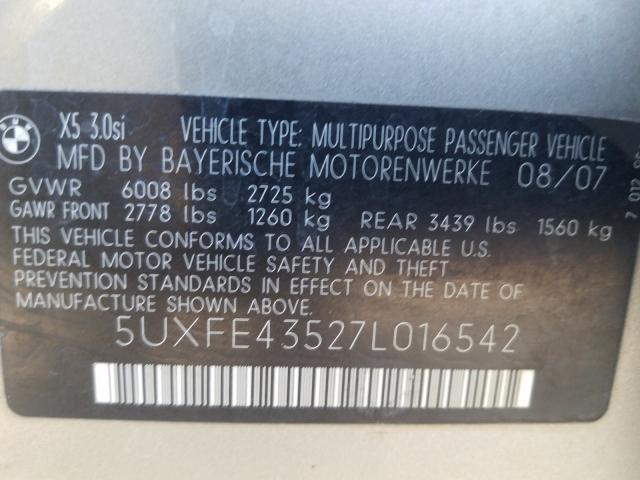 BMW
X5 3.0si VEHICLE TYPE: MULTIPURPOSE PASSENGER VEHICLE
MFD BY BAYERISCHE MOTORENWERKE 08/07
GVWR 6008 lbs 2725 kg
GAWR FRONT 2778 lbs 1260 kg REAR 3439 lbs 1560 kg
THIS VEHICLE CONFORMS TO ALL APPLICABLE U.S.
FEDERAL MOTOR VEHICLE SAFETY AND THEFT
PREVENTION STANDARDS IN EFFECT ON THE DATE OF
MANUFACTURE SHOWN ABOVE.
5UXFE43527L016542